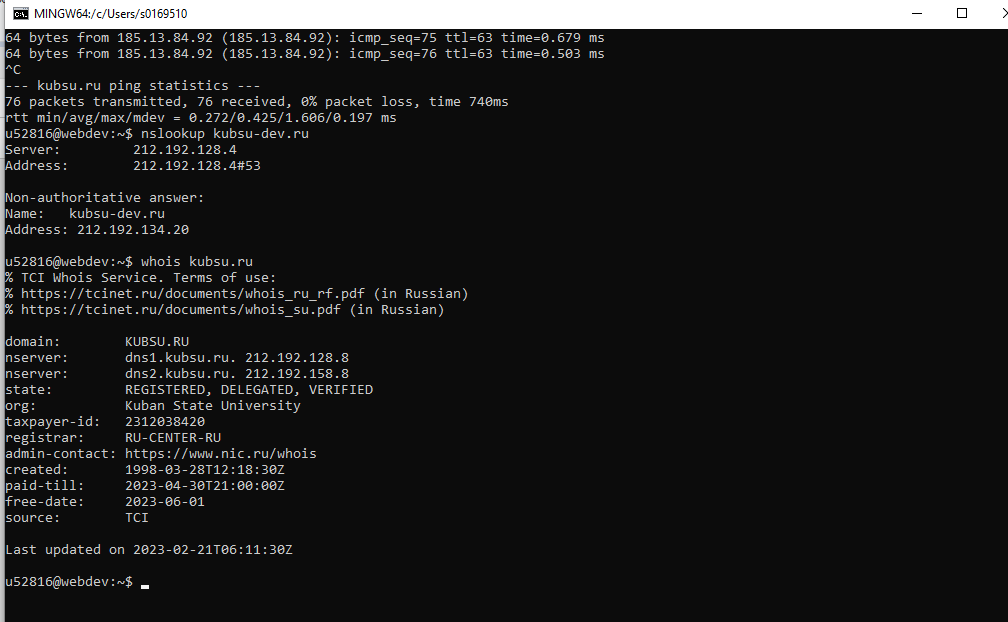 MINGW64:/c/Users/s0169510
64 bytes from 185.13.84.92 (185.13.84.92): icmp_seq=75 ttl=63 time=0.679 ms
64 bytes from 185.13.84.92 (185.13.84.92): icmp_seq=76 ttl=63 time=0.503 ms
^C
--- kubsu.ru ping statistics ---
76 packets transmitted, 76 received, 0% packet loss, time 740ms
rtt min/avg/max/mdev = 0.272/0.425/1.606/0.197 ms
u52816@webdev:~$ nslookup kubsu-dev.ru
Server:         212.192.128.4
Address:        212.192.128.4#53

Non-authoritative answer:
Name:   kubsu-dev.ru
Address: 212.192.134.20

u52816@webdev:~$ whois kubsu.ru
% TCI Whois Service. Terms of use:
% https://tcinet.ru/documents/whois_ru_rf.pdf (in Russian)
% https://tcinet.ru/documents/whois_su.pdf (in Russian)

domain:        KUBSU.RU
nserver:       dns1.kubsu.ru. 212.192.128.8
nserver:       dns2.kubsu.ru. 212.192.158.8
state:         REGISTERED, DELEGATED, VERIFIED
org:           Kuban State University
taxpayer-id:   2312038420
registrar:     RU-CENTER-RU
admin-contact: https://www.nic.ru/whois
created:       1998-03-28T12:18:30Z
paid-till:     2023-04-30T21:00:00Z
free-date:     2023-06-01
source:        TCI

Last updated on 2023-02-21T06:11:30Z

u52816@webdev:~$